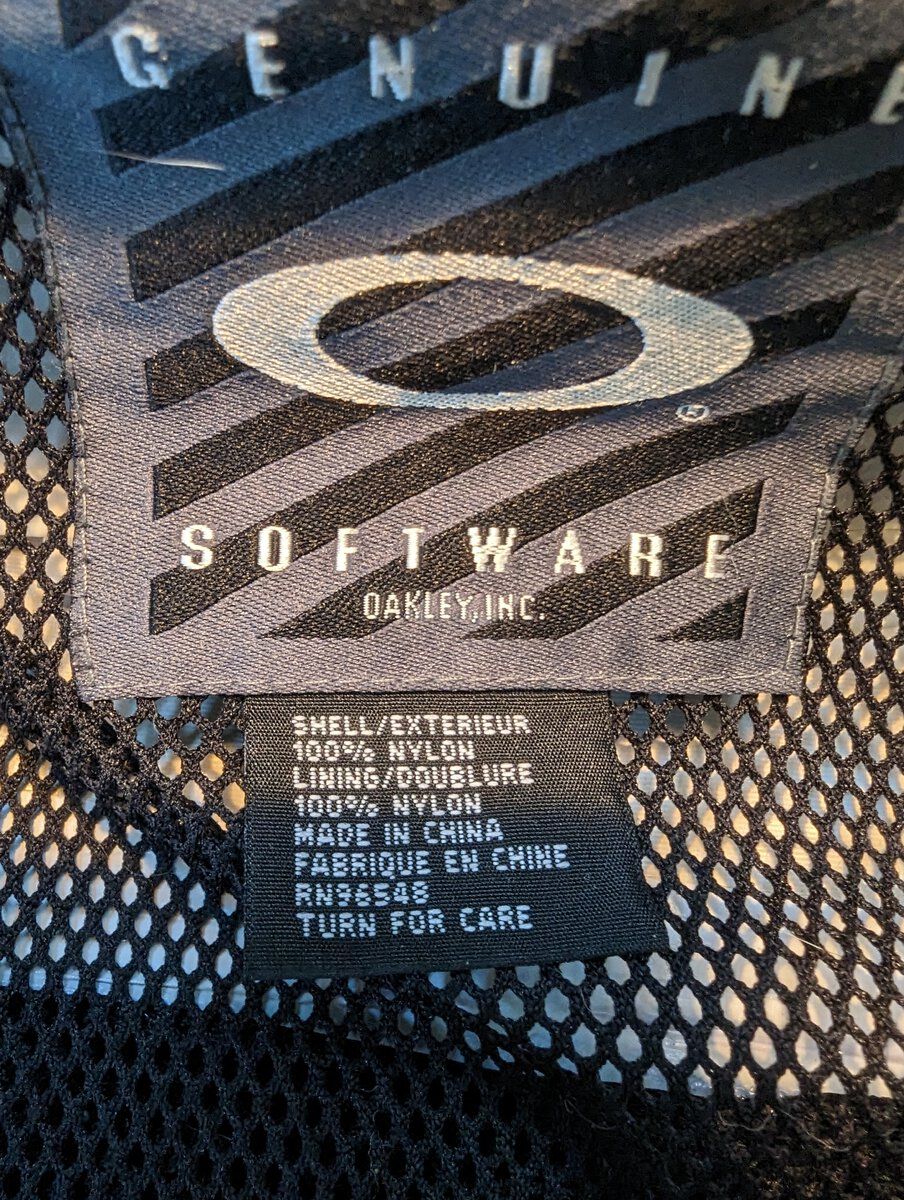 GENUINE
®
SOFTWARE
OAKLEY, INC.
SHELL/EXTERIEUR
100% NYLON
LINING/DOUBLURE
100% NYLON
MADE IN CHINA
FABRIQUE EN CHINE
TURN FOR CARE